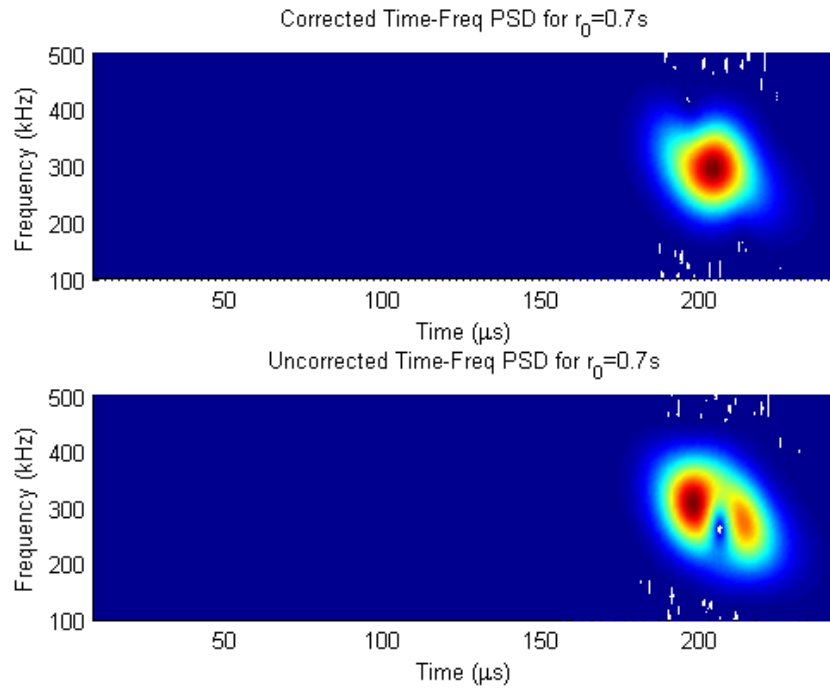 Corrected Time-Freq PSD for r₀=0.7s
500
400
300
200
100
Frequency (kHz)
50 100 150 200
Time (μs)
Uncorrected Time-Freq PSD for r₀=0.7s
500
400
300
200
100
Frequency (kHz)
50 100 150 200
Time (μs)